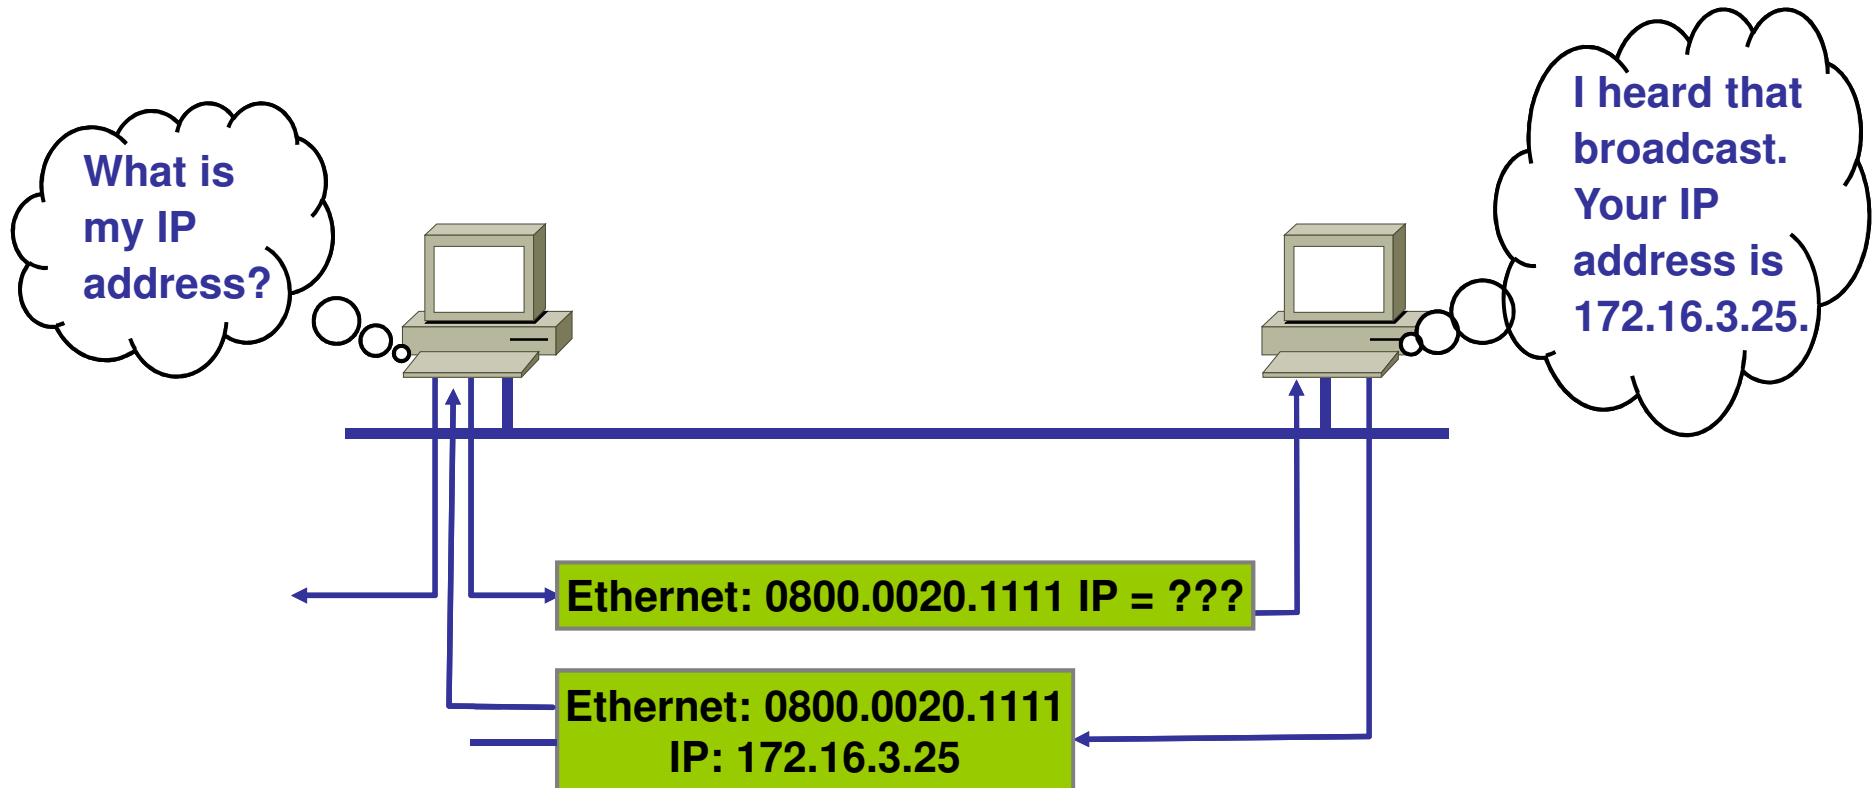 What is
my IP
address?
I heard that
broadcast.
Your IP
address is
172.16.3.25.
Ethernet: 0800.0020.1111 IP = ???
Ethernet: 0800.0020.1111
IP: 172.16.3.25